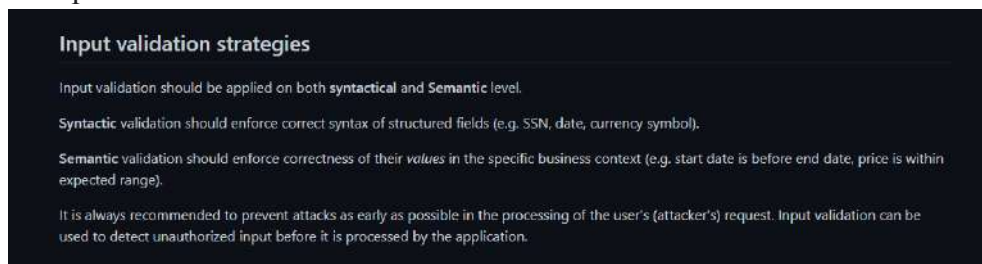 Input validation strategies
Input validation should be applied on both syntactical and Semantic level.
Syntactic validation should enforce correct syntax of structured fields (e.g. SSN, date, currency symbol).
Semantic validation should enforce correctness of their values in the specific business context (e.g. start date is before end date, price is within
expected range).
It is always recommended to prevent attacks as early as possible in the processing of the user's (attacker's) request. Input validation can be
used to detect unauthorized input before it is processed by the application.